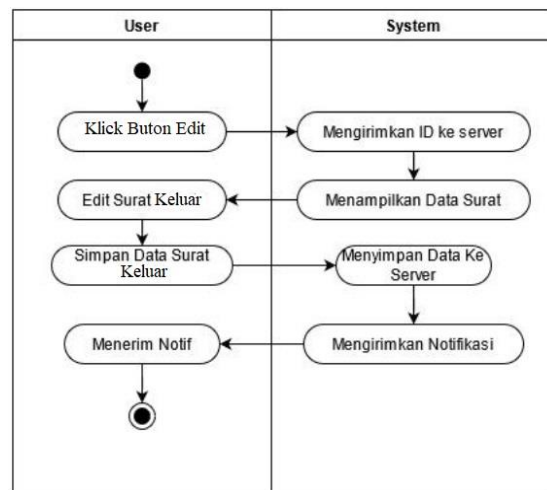 User
System
Klick Buton Edit
Mengirimkan ID ke server
Edit Surat Keluar
Menampilkan Data Surat
Simpan Data Surat
Keluar
Menyimpan Data Ke
Server
Menerim Notif
Mengirimkan Notifikasi